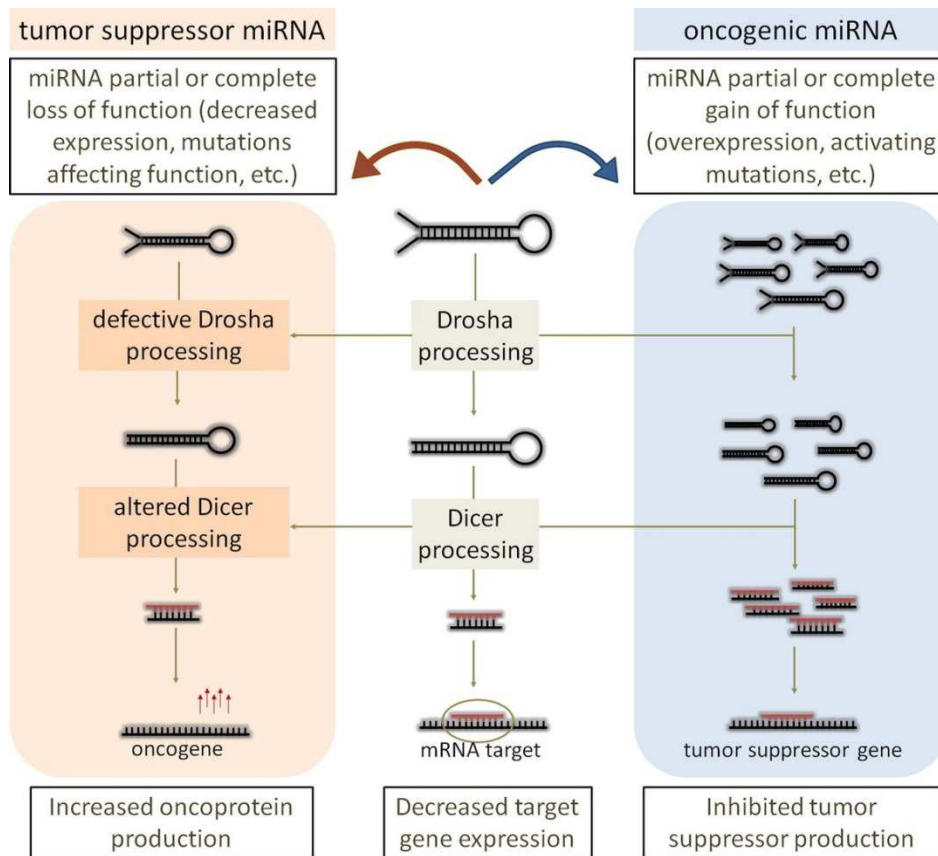 tumor suppressor miRNA
oncogenic miRNA
miRNA partial or complete
loss of function (decreased
expression, mutations
affecting function, etc.)
miRNA partial or complete
gain of function
(overexpression, activating
mutations, etc.)
defective Drosha
processing
Drosha
processing
altered Dicer
processing
Dicer
processing
oncogene
mRNA target
tumor suppressor gene
Increased oncoprotein
production
Decreased target
gene expression
Inhibited tumor
suppressor production